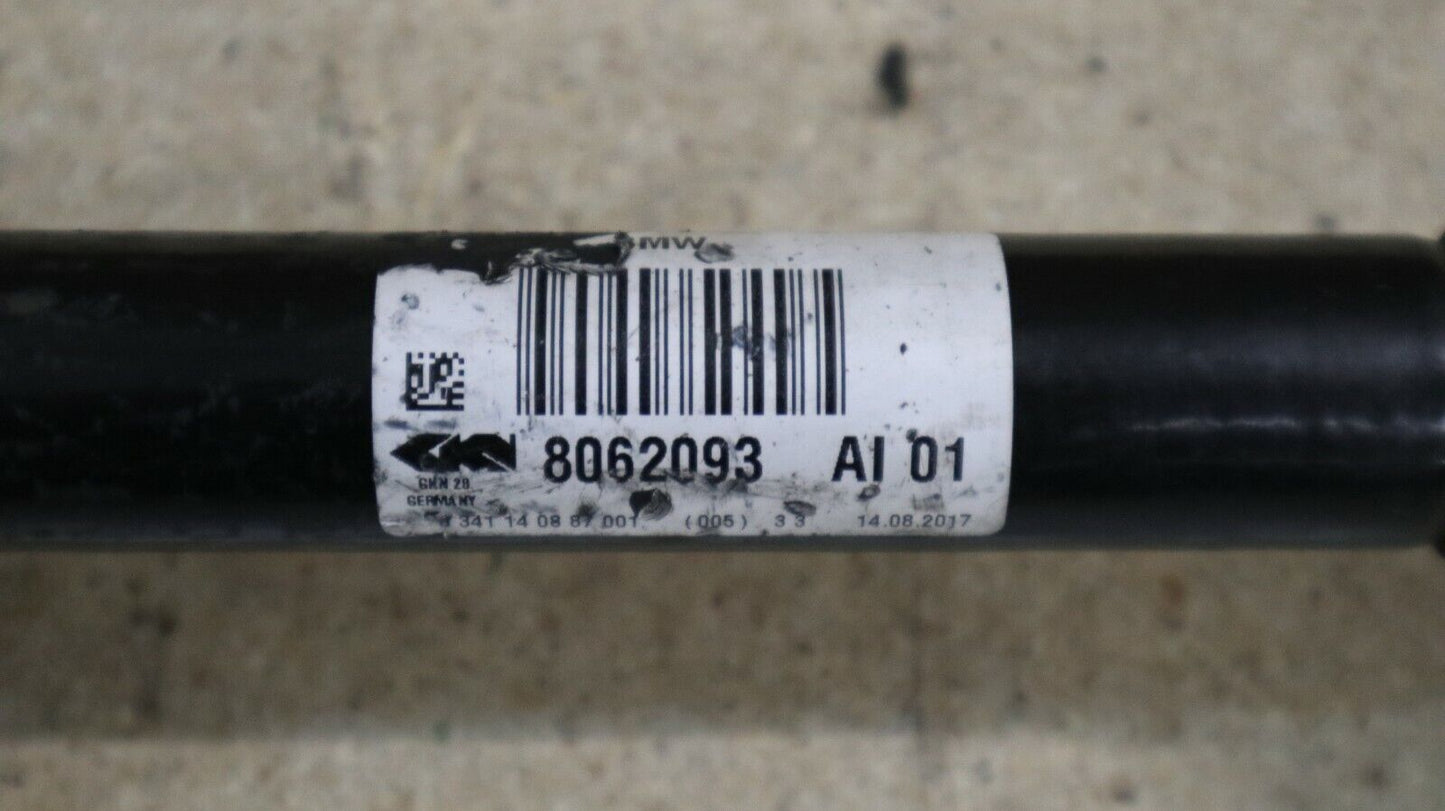 BMW
GKN 8062093 AI 01
GKN 28
GERMANY
341 14 08 87 001 (005) 3 3 14.08.2017